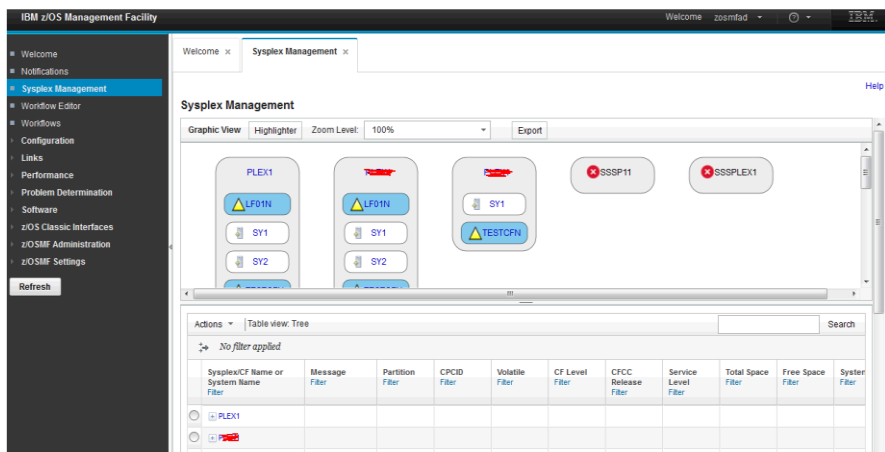 IBM z/OS Management Facility
Welcome zosmfad
IBM.
Welcome
Notifications
Sysplex Management
Workflow Editor
Workflows
Configuration
Links
Performance
Problem Determination
Software
z/OS Classic Interfaces
z/OSMF Administration
z/OSMF Settings
Refresh
Welcome × Sysplex Management ×
Help
Sysplex Management
Graphic View Highlighter Zoom Level: 100% Export
PLEX1
LF01N
SY1
SY2
LF01N
SY1
SY2
SY1
TESTCFN
SSSP11
SSSPLEX1
Actions Table view: Tree Search
No filter applied
Sysplex/CF Name or System Name Filter
Message Filter
Partition Filter
CPCID Filter
Volatile Filter
CF Level Filter
CFCC Release Filter
Service Level Filter
Total Space Filter
Free Space Filter
System Filter
PLEX1